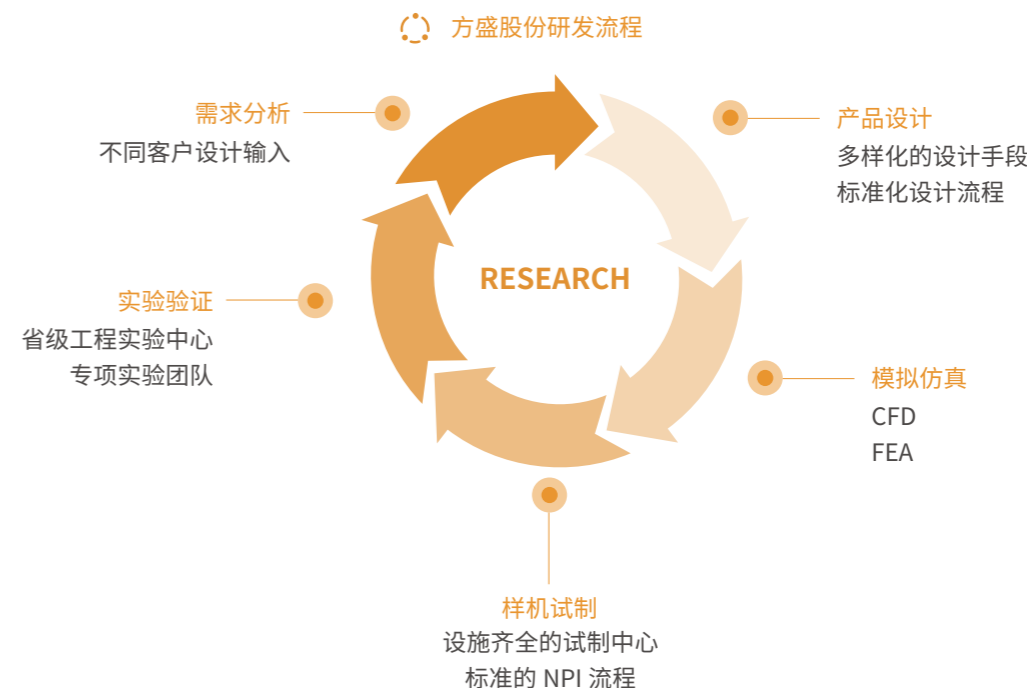 方盛股份研发流程
需求分析
不同客户设计输入
产品设计
多样化的设计手段
标准化设计流程
RESEARCH
实验验证
省级工程实验中心
专项实验团队
模拟仿真
CFD
FEA
样机试制
设施齐全的试制中心
标准的 NPI 流程